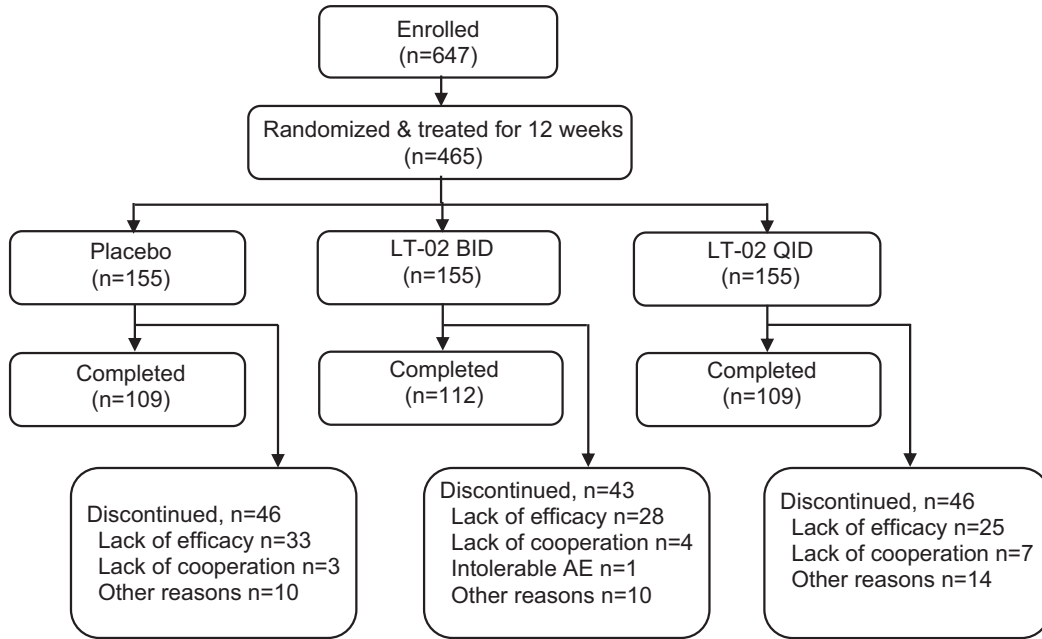 Enrolled
(n=647)
Randomized & treated for 12 weeks
(n=465)
Placebo
(n=155)
LT-02 BID
(n=155)
LT-02 QID
(n=155)
Completed
(n=109)
Completed
(n=112)
Completed
(n=109)
Discontinued, n=46
Lack of efficacy n=33
Lack of cooperation n=3
Other reasons n=10
Discontinued, n=43
Lack of efficacy n=28
Lack of cooperation n=4
Intolerable AE n=1
Other reasons n=10
Discontinued, n=46
Lack of efficacy n=25
Lack of cooperation n=7
Other reasons n=14